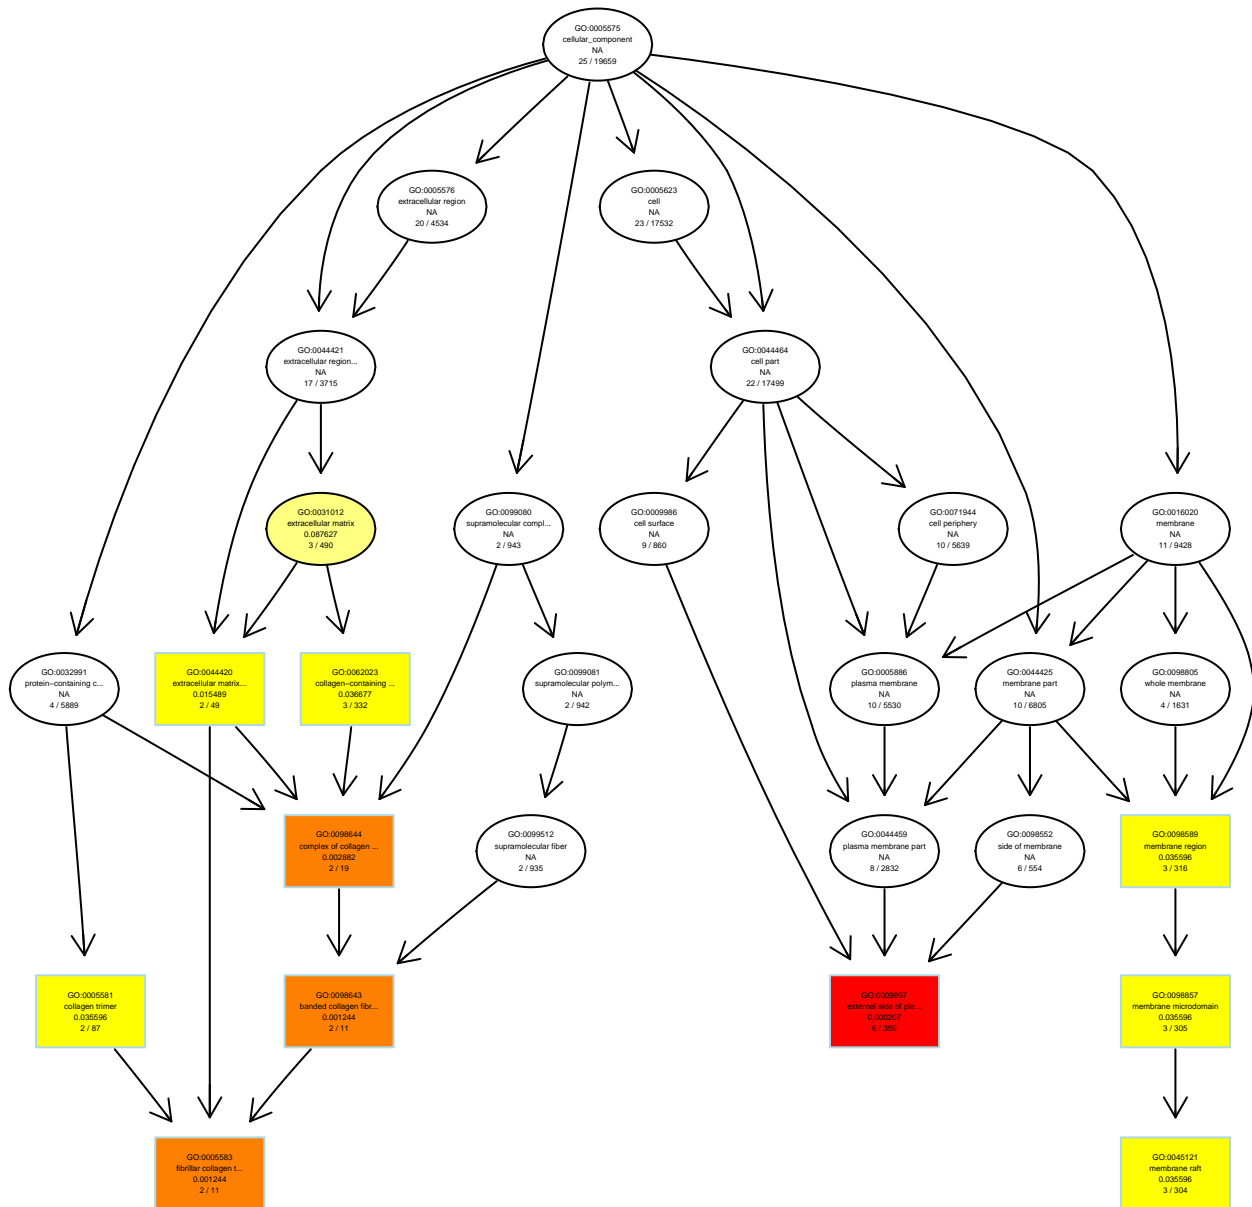 GO:0005575
cellular_component
NA
25 / 19659
GO:0005576
extracellular region
NA
20 / 4534
GO:0005623
cell
NA
23 / 17532
GO:0044421
extracellular region...
NA
17 / 3715
GO:0044464
cell part
NA
22 / 17499
GO:0031012
extracellular matrix
0.087627
3 / 490
GO:0099080
supramolecular compl...
NA
2 / 943
GO:0009986
cell surface
NA
9 / 860
GO:0071944
cell periphery
NA
10 / 5639
GO:0016020
membrane
NA
11 / 9428
GO:0032991
protein−containing c...
NA
4 / 5889
GO:0044420
extracellular matrix...
0.015489
2 / 49
GO:0062023
collagen−containing ...
0.036677
3 / 332
GO:0099081
supramolecular polym...
NA
2 / 942
GO:0005886
plasma membrane
NA
10 / 5530
GO:0044425
membrane part
NA
10 / 6805
GO:0098805
whole membrane
NA
4 / 1631
GO:0098644
complex of collagen ...
0.002882
2 / 19
GO:0099512
supramolecular fiber
NA
2 / 935
GO:0044459
plasma membrane part
NA
8 / 2832
GO:0098552
side of membrane
NA
6 / 554
GO:0098589
membrane region
0.035596
3 / 316
GO:0005581
collagen trimer
0.035596
2 / 87
GO:0098643
banded collagen fibr...
0.001244
2 / 11
GO:0009897
external side of pla...
0.000207
6 / 359
GO:0098857
membrane microdomain
0.035596
3 / 305
GO:0005583
fibrillar collagen t...
0.001244
2 / 11
GO:0045121
membrane raft
0.035596
3 / 304